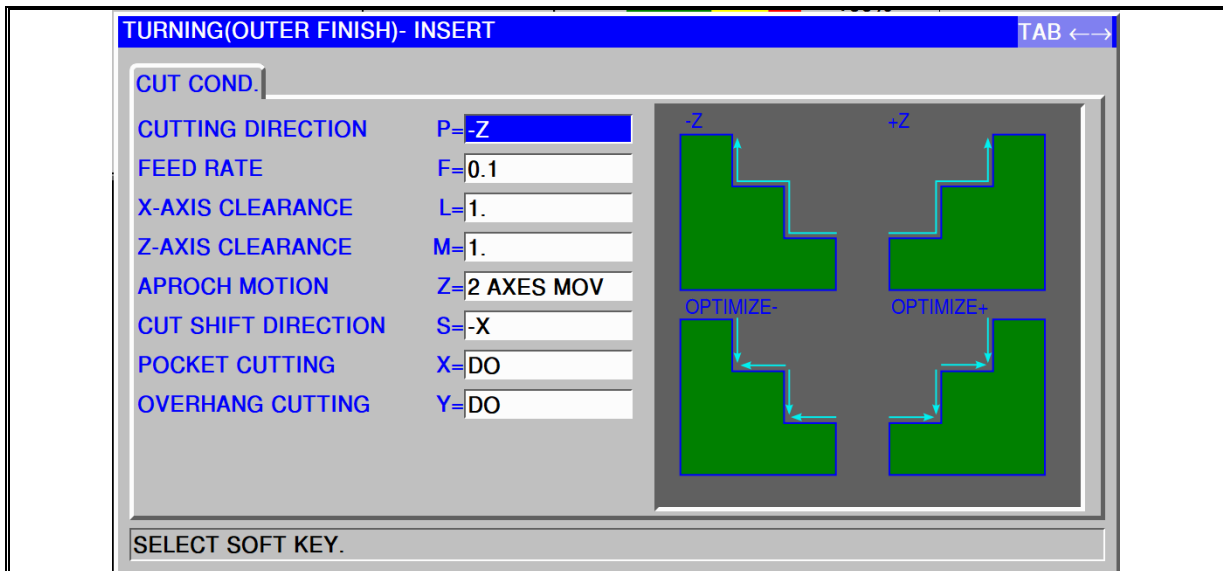 TURNING(OUTER FINISH)- INSERT TAB ←→
CUT COND.
CUTTING DIRECTION P=-Z
FEED RATE F=0.1
X-AXIS CLEARANCE L=1.
Z-AXIS CLEARANCE M=1.
APROCH MOTION Z=2 AXES MOV
CUT SHIFT DIRECTION S=-X
POCKET CUTTING X=DO
OVERHANG CUTTING Y=DO
-Z +Z
OPTIMIZE- OPTIMIZE+
SELECT SOFT KEY.